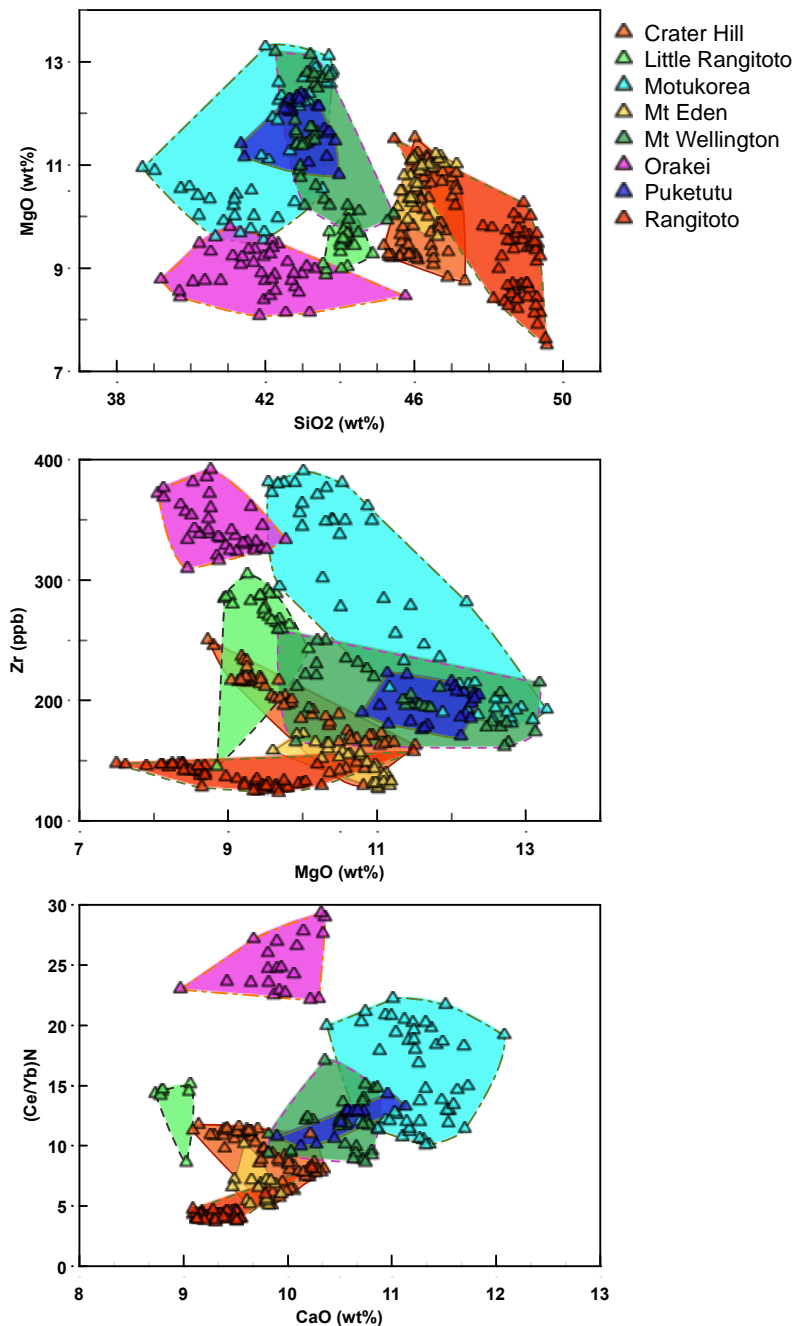 13
11
9
7
MgO (wt%)
38
42
46
50
SiO2 (wt%)
Crater Hill
Little Rangitoto
Motukorea
Mt Eden
Mt Wellington
Orakei
Puketutu
Rangitoto
400
300
200
100
Zr (ppb)
7
9
11
13
MgO (wt%)
30
25
20
15
10
5
0
(Ce/Yb)N
8
9
10
11
12
13
CaO (wt%)